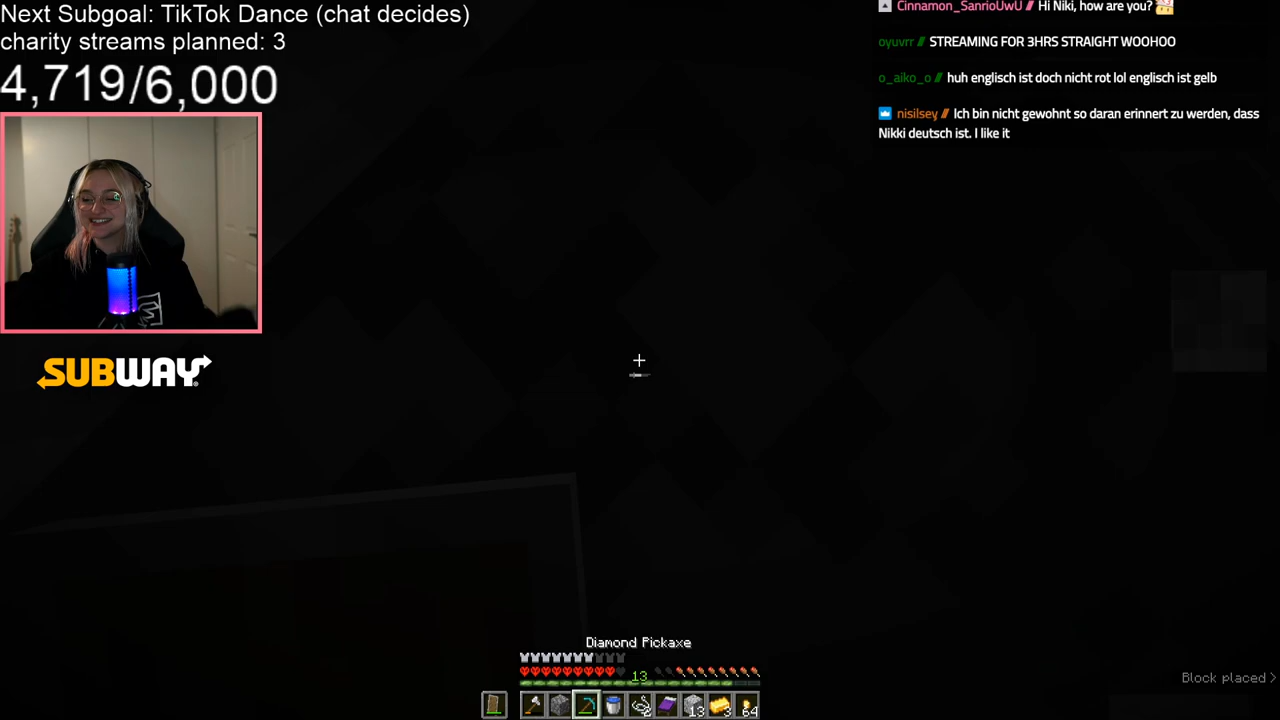 Next Subgoal: TikTok Dance (chat decides)
charity streams planned: 3
4,719/6,000
Cinnamon_SanrioUwU // Hi Niki, how are you?
oyuvrr // STREAMING FOR 3HRS STRAIGHT WOOHOO
o_aiko_o // huh englisch ist doch nicht rot lol englisch ist gelb
nisilsey // Ich bin nicht gewohnt so daran erinnert zu werden, dass
Nikki deutsch ist. I like it
SUBWAY
Diamond Pickaxe
13
Block placed >
2 13 3 64